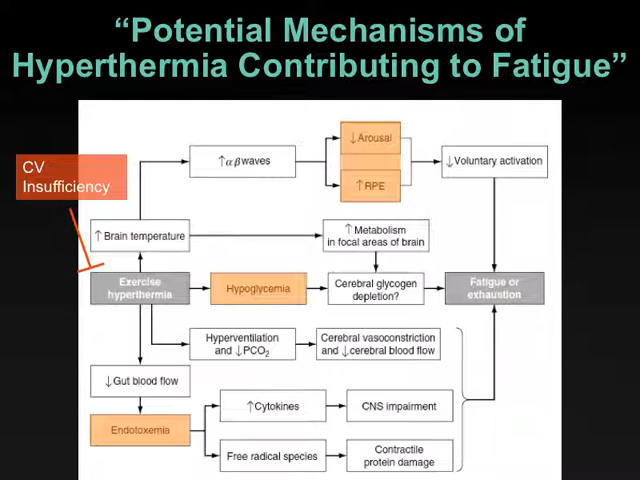 “Potential Mechanisms of
Hyperthermia Contributing to Fatigue”
CV
Insufficiency
↑αβwaves
↓Arousal
↑RPE
↓Voluntary activation
↑Brain temperature
↑Metabolism
in focal areas of brain
Exercise
hyperthermia
Hypoglycemia
Cerebral glycogen
depletion?
Fatigue or
exhaustion
Hyperventilation
and ↓PCO₂
Cerebral vasoconstriction
and ↓cerebral blood flow
↓Gut blood flow
↑Cytokines
CNS impairment
Endotoxemia
Free radical species
Contractile
protein damage